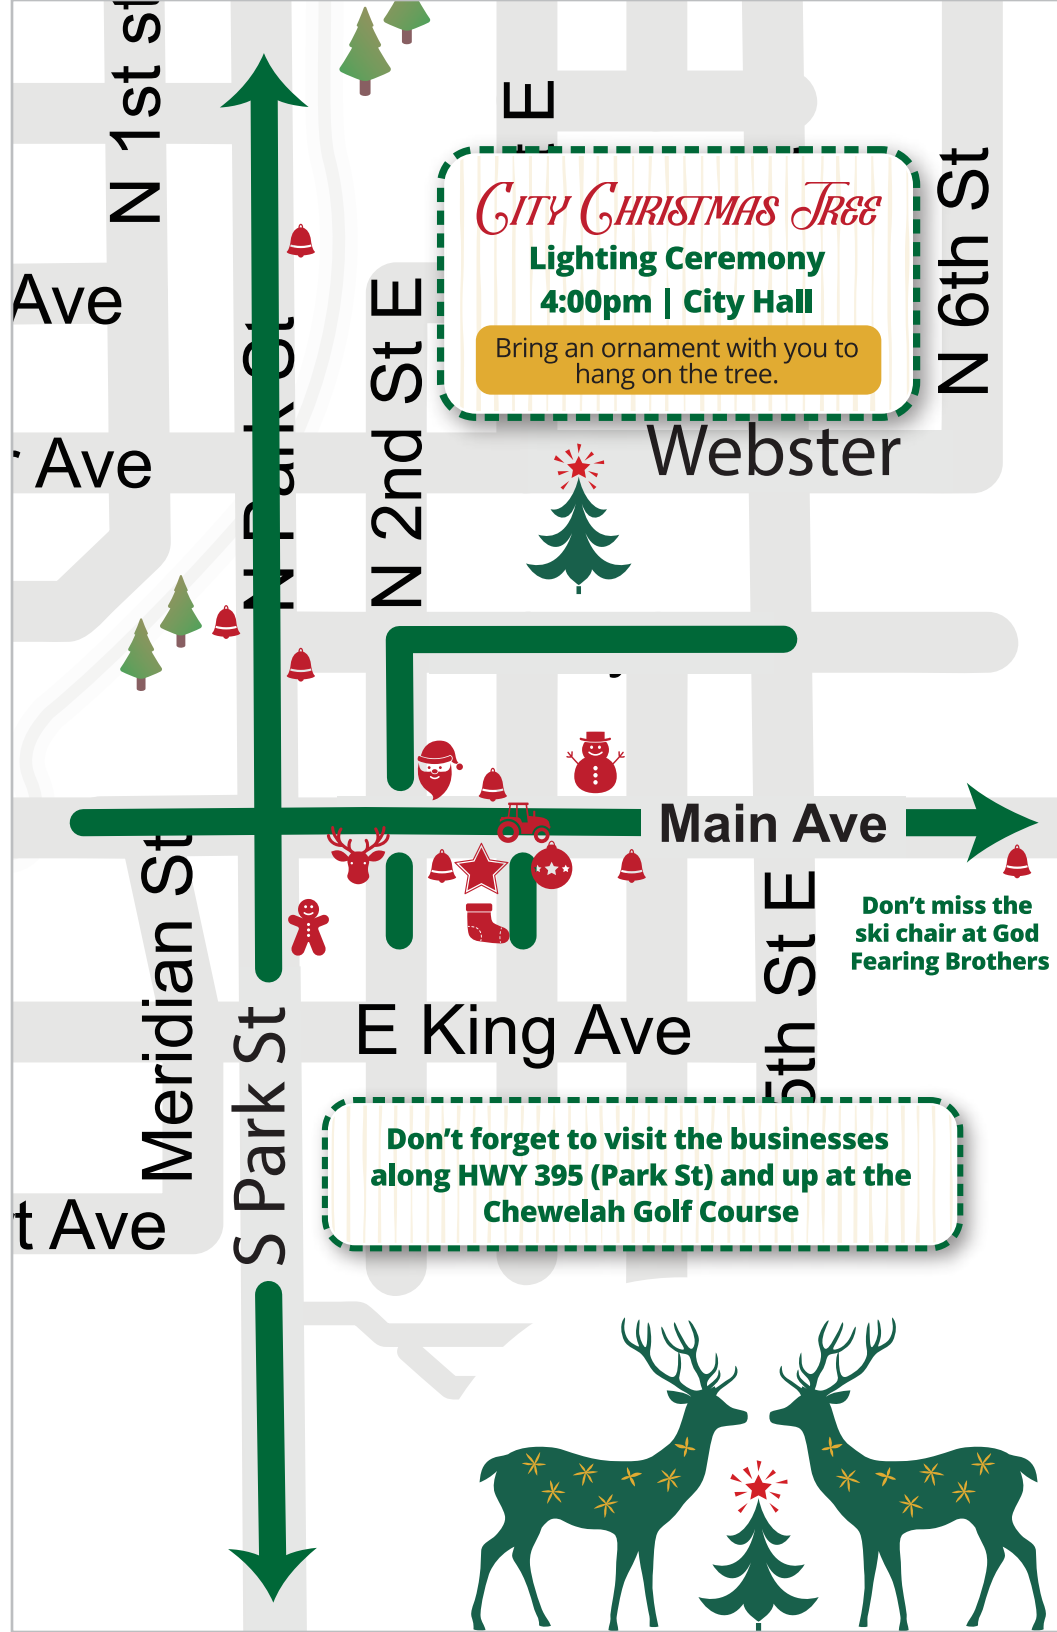 N 1st st
E
City Christmas Tree
Lighting Ceremony
4:00pm | City Hall
Bring an ornament with you to
hang on the tree.
N 6th St
Ave
N Park St
N 2nd St E
Ave
Webster
Main Ave
Meridian St
5th St E
Don't miss the
ski chair at God
Fearing Brothers
E King Ave
S Park St
Don't forget to visit the businesses
along HWY 395 (Park St) and up at the
Chewelah Golf Course
t Ave